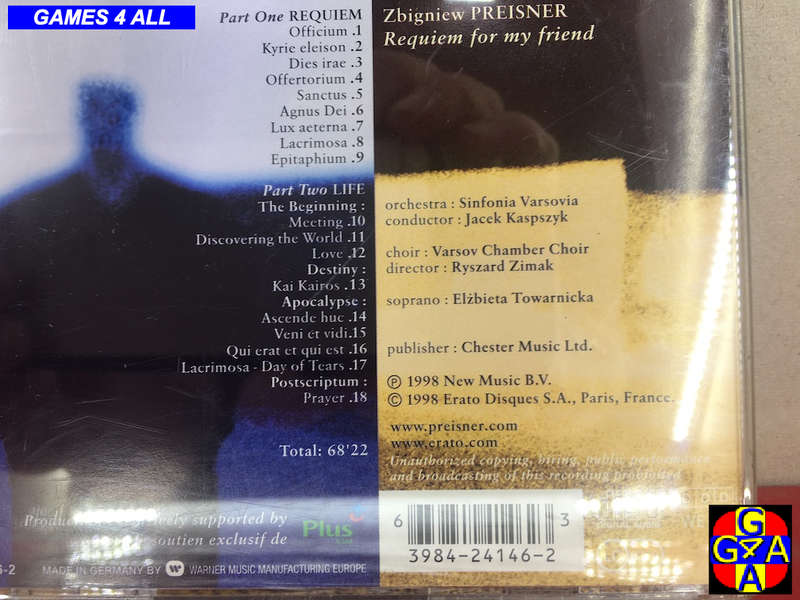 GAMES 4 ALL
Part One REQUIEM
Officium .1
Kyrie eleison .2
Dies irae .3
Offertorium .4
Sanctus .5
Agnus Dei .6
Lux aeterna .7
Lacrimosa .8
Epitaphium .9
Part Two LIFE
The Beginning :
Meeting .10
Discovering the World .11
Love .12
Destiny :
Kai Kairos .13
Apocalypse :
Ascende huc .14
Veni et vidi .15
Qui erat et qui est .16
Lacrimosa - Day of Tears .17
Postscriptum :
Prayer .18
Total: 68'22
Zbigniew PREISNER
Requiem for my friend
orchestra : Sinfonia Varsovia
conductor : Jacek Kaspszyk
choir : Varsov Chamber Choir
director : Ryszard Zimak
soprano : Elżbieta Towarnicka
publisher : Chester Music Ltd.
℗ 1998 New Music B.V.
© 1998 Erato Disques S.A., Paris, France.
www.preisner.com
www.erato.com
Unauthorized copying, hiring, public performance
and broadcasting of this recording prohibited
supported by
soutien exclusif de
Plus
6 3
3984-24146-2
6-2 MADE IN GERMANY BY WARNER MUSIC MANUFACTURING EUROPE
G
G4A
A